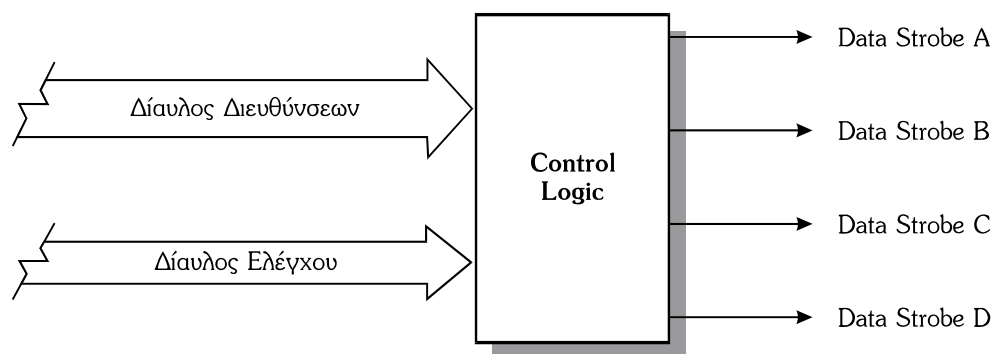 Δίαυλος Διευθύνσεων
Δίαυλος Ελέγχου
Control
Logic
Data Strobe A
Data Strobe B
Data Strobe C
Data Strobe D